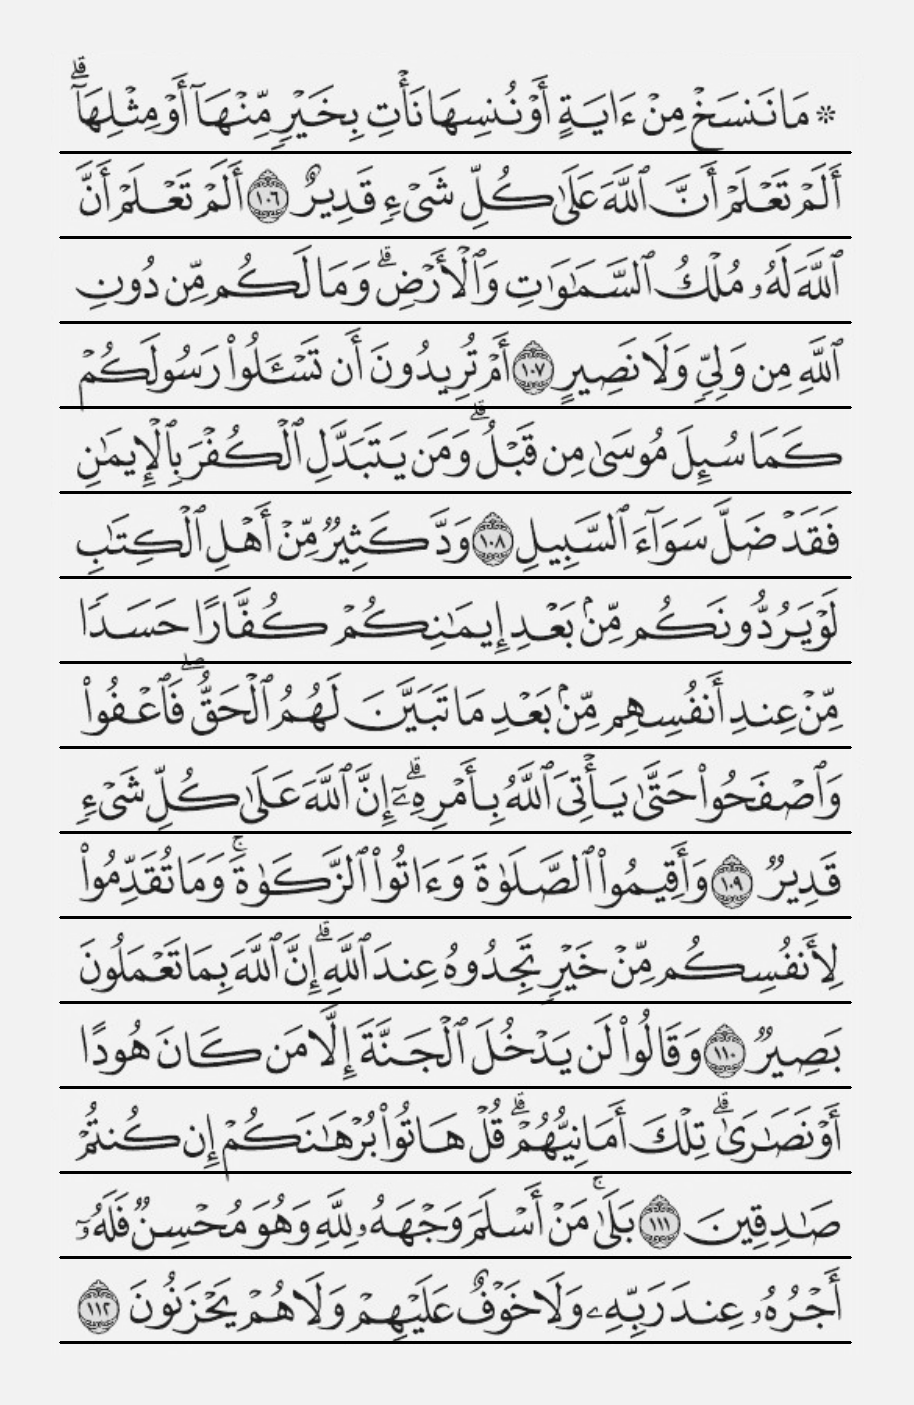 ۞ مَا نَنسَخْ مِنْ ءَايَةٍ أَوْ نُنسِهَا نَأْتِ بِخَيْرٍ مِّنْهَآ أَوْ مِثْلِهَآ ۗ
أَلَمْ تَعْلَمْ أَنَّ ٱللَّهَ عَلَىٰ كُلِّ شَىْءٍ قَدِيرٌ ١٠٦ أَلَمْ تَعْلَمْ أَنَّ
ٱللَّهَ لَهُۥ مُلْكُ ٱلسَّمَـٰوَٰتِ وَٱلْأَرْضِ ۗ وَمَا لَكُم مِّن دُونِ
ٱللَّهِ مِن وَلِىٍّ وَلَا نَصِيرٍ ١٠٧ أَمْ تُرِيدُونَ أَن تَسْـَٔلُوا۟ رَسُولَكُمْ
كَمَا سُئِلَ مُوسَىٰ مِن قَبْلُ ۗ وَمَن يَتَبَدَّلِ ٱلْكُفْرَ بِٱلْإِيمَـٰنِ
فَقَدْ ضَلَّ سَوَآءَ ٱلسَّبِيلِ ١٠٨ وَدَّ كَثِيرٌ مِّنْ أَهْلِ ٱلْكِتَـٰبِ
لَوْ يَرُدُّونَكُم مِّنۢ بَعْدِ إِيمَـٰنِكُمْ كُفَّارًا حَسَدًا
مِّنْ عِندِ أَنفُسِهِم مِّنۢ بَعْدِ مَا تَبَيَّنَ لَهُمُ ٱلْحَقُّ ۖ فَٱعْفُوا۟
وَٱصْفَحُوا۟ حَتَّىٰ يَأْتِىَ ٱللَّهُ بِأَمْرِهِۦٓ ۗ إِنَّ ٱللَّهَ عَلَىٰ كُلِّ شَىْءٍ
قَدِيرٌ ١٠٩ وَأَقِيمُوا۟ ٱلصَّلَوٰةَ وَءَاتُوا۟ ٱلزَّكَوٰةَ ۚ وَمَا تُقَدِّمُوا۟
لِأَنفُسِكُم مِّنْ خَيْرٍ تَجِدُوهُ عِندَ ٱللَّهِ ۗ إِنَّ ٱللَّهَ بِمَا تَعْمَلُونَ
بَصِيرٌ ١١٠ وَقَالُوا۟ لَن يَدْخُلَ ٱلْجَنَّةَ إِلَّا مَن كَانَ هُودًا
أَوْ نَصَـٰرَىٰ ۗ تِلْكَ أَمَانِيُّهُمْ ۗ قُلْ هَاتُوا۟ بُرْهَـٰنَكُمْ إِن كُنتُمْ
صَـٰدِقِينَ ١١١ بَلَىٰ ۚ مَنْ أَسْلَمَ وَجْهَهُۥ لِلَّهِ وَهُوَ مُحْسِنٌ فَلَهُۥٓ
أَجْرُهُۥ عِندَ رَبِّهِۦ وَلَا خَوْفٌ عَلَيْهِمْ وَلَا هُمْ يَحْزَنُونَ ١١٢